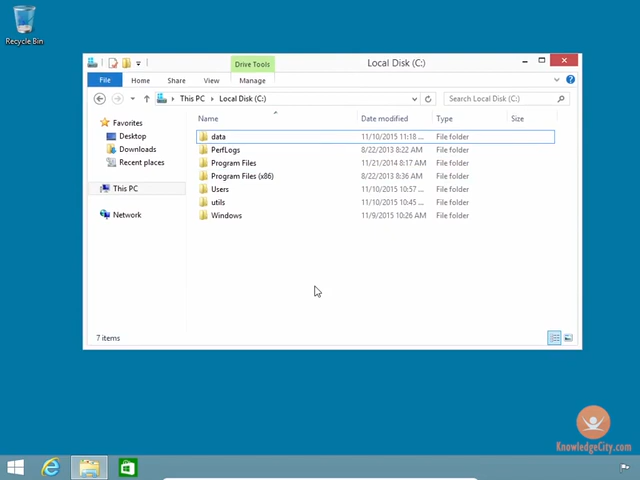 Recycle Bin
Drive Tools
Local Disk (C:)
File Home Share View Manage
This PC Local Disk (C:) Search Local Disk (C:)
Name Date modified Type Size
Favorites
Desktop
Downloads
Recent places
This PC
Network
data 11/10/2015 11:18 ... File folder
PerfLogs 8/22/2013 8:22 AM File folder
Program Files 11/21/2014 8:17 AM File folder
Program Files (x86) 8/22/2013 8:36 AM File folder
Users 11/10/2015 10:57 ... File folder
utils 11/10/2015 10:45 ... File folder
Windows 11/9/2015 10:26 AM File folder
7 items
KnowledgeCity.com